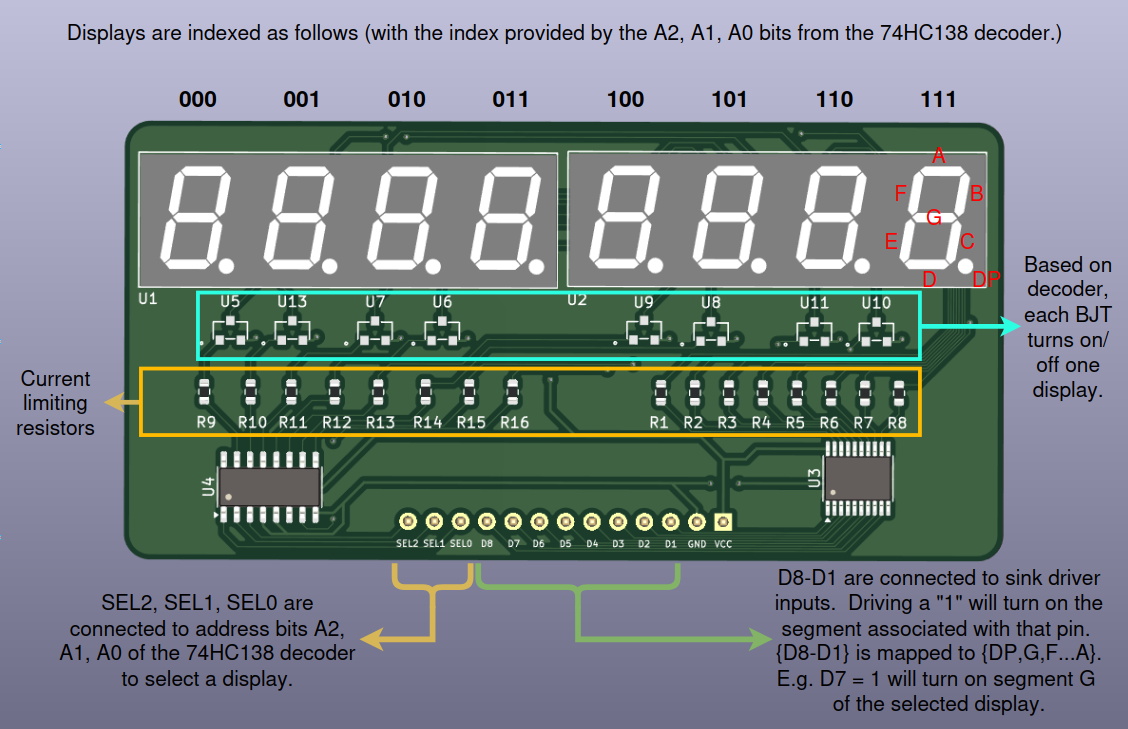 Displays are indexed as follows (with the index provided by the A2, A1, A0 bits from the 74HC138 decoder.)
000 001 010 011 100 101 110 111
A
F B
G
E C
D DP
U1 U5 U13 U7 U6 U2 U9 U8 U11 U10
Based on
decoder,
each BJT
turns on/
off one
display.
Current
limiting
resistors
R9 R10 R11 R12 R13 R14 R15 R16 R1 R2 R3 R4 R5 R6 R7 R8
U4
U3
SEL2 SEL1 SEL0 D8 D7 D6 D5 D4 D3 D2 D1 GND VCC
SEL2, SEL1, SEL0 are
connected to address bits A2,
A1, A0 of the 74HC138 decoder
to select a display.
D8-D1 are connected to sink driver
inputs. Driving a "1" will turn on the
segment associated with that pin.
{D8-D1} is mapped to {DP,G,F...A}.
E.g. D7 = 1 will turn on segment G
of the selected display.